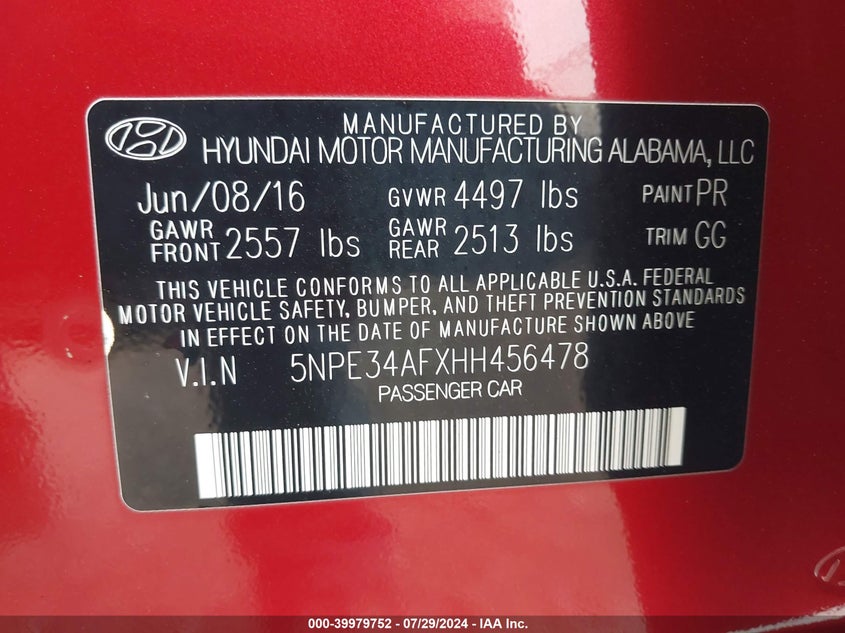 MANUFACTURED BY
HYUNDAI MOTOR MANUFACTURING ALABAMA, LLC
Jun/08/16 GVWR 4497 lbs PAINT PR
GAWR FRONT 2557 lbs GAWR REAR 2513 lbs TRIM GG
THIS VEHICLE CONFORMS TO ALL APPLICABLE U.S.A. FEDERAL
MOTOR VEHICLE SAFETY, BUMPER, AND THEFT PREVENTION STANDARDS
IN EFFECT ON THE DATE OF MANUFACTURE SHOWN ABOVE
V.I.N 5NPE34AFXHH456478
PASSENGER CAR
000-39979752 - 07/29/2024 - IAA Inc.